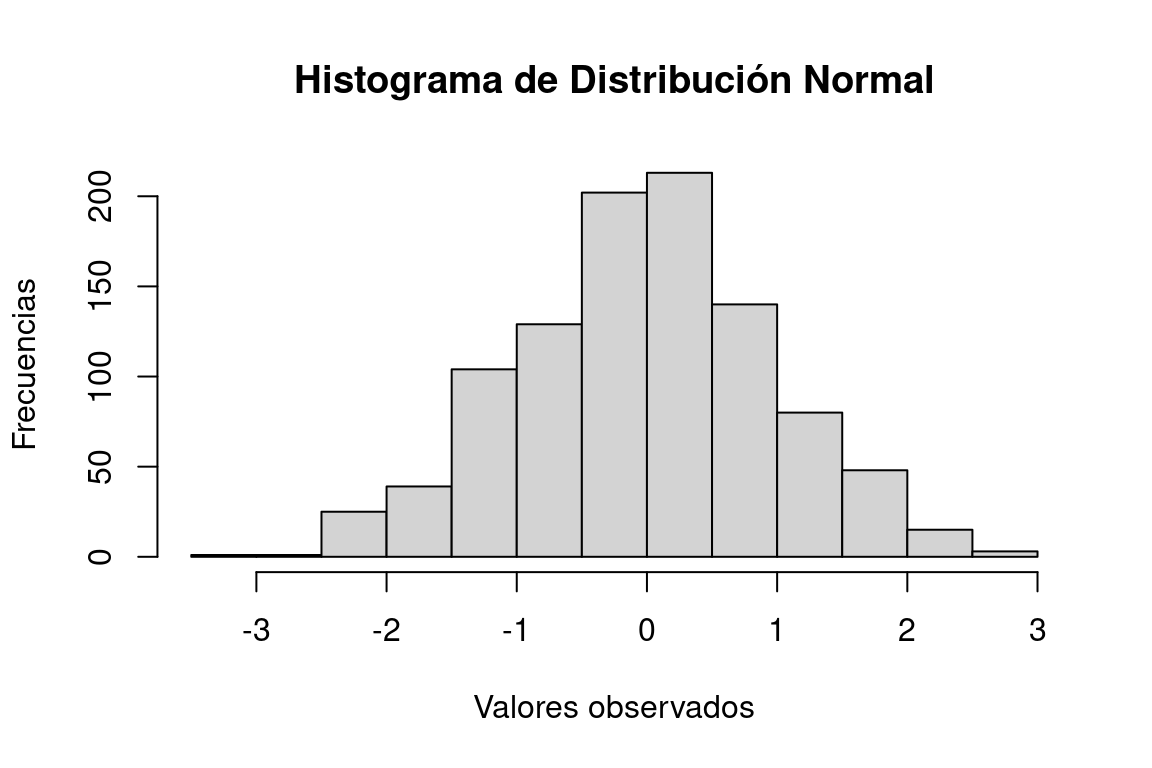 Histograma de Distribución Normal
Frecuencias
200
150
100
50
0
-3 -2 -1 0 1 2 3
Valores observados